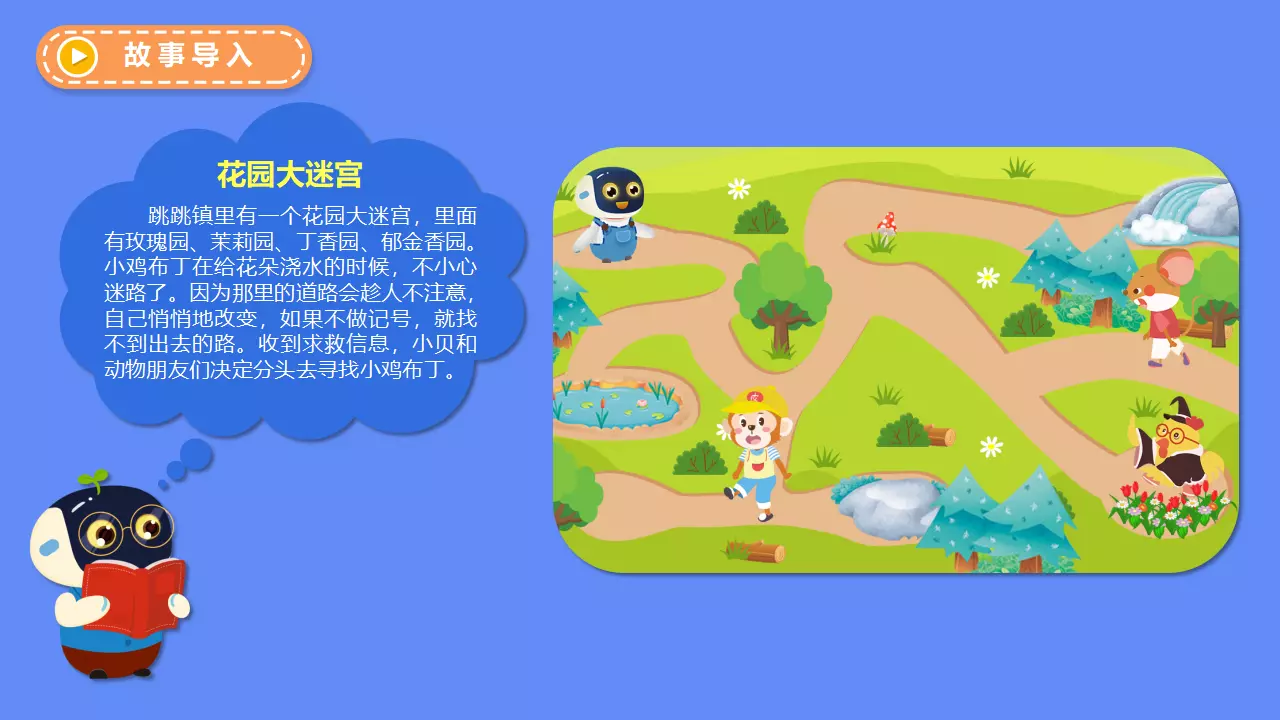 故事导入
花园大迷宫
跳跳镇里有一个花园大迷宫，里面
有玫瑰园、茉莉园、丁香园、郁金香园。
小鸡布丁在给花朵浇水的时候，不小心
迷路了。因为那里的道路会趁人不注意，
自己悄悄地改变，如果不做记号，就找
不到出去的路。收到求救信息，小贝和
动物朋友们决定分头去寻找小鸡布丁。